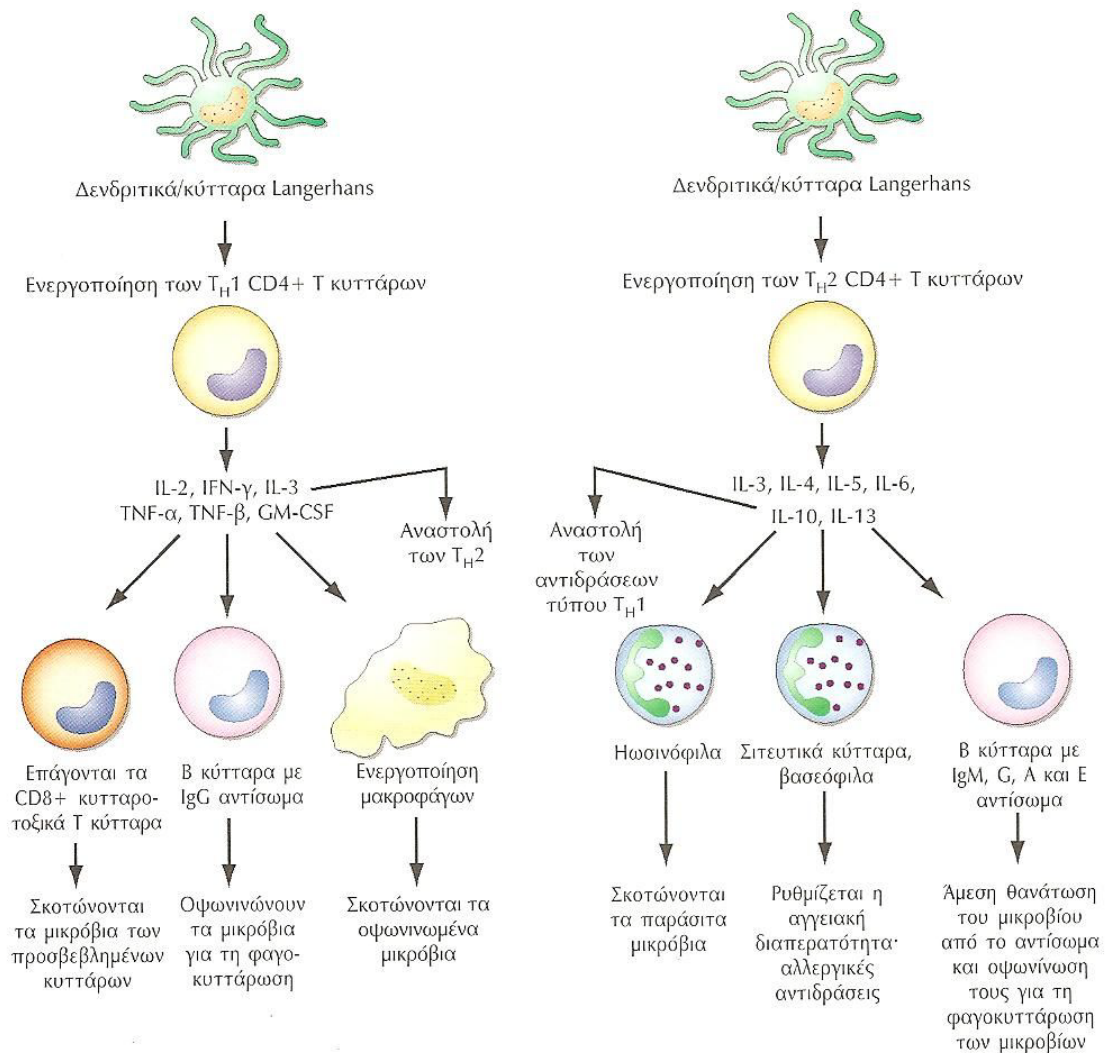 Δενδριτικά/κύτταρα Langerhans
Ενεργοποίηση των TH1 CD4+ Τ κυττάρων
IL-2, IFN-γ, IL-3
TNF-α, TNF-β, GM-CSF
Αναστολή
των TH2
Επάγονται τα
CD8+ κυτταρο-
τοξικά Τ κύτταρα
Β κύτταρα με
IgG αντίσωμα
Ενεργοποίηση
μακροφάγων
Σκοτώνονται
τα μικρόβια των
προσβεβλημένων
κυττάρων
Οψωνινώνουν
τα μικρόβια
για τη φαγο-
κυττάρωση
Σκοτώνονται τα
οψωνινωμένα
μικρόβια
Δενδριτικά/κύτταρα Langerhans
Ενεργοποίηση των TH2 CD4+ Τ κυττάρων
IL-3, IL-4, IL-5, IL-6,
IL-10, IL-13
Αναστολή
των
αντιδράσεων
τύπου TH1
Ηωσινόφιλα
Σιτευτικά κύτταρα,
βασεόφιλα
Β κύτταρα με
IgM, G, A και E
αντίσωμα
Σκοτώνονται
τα παράσιτα
μικρόβια
Ρυθμίζεται η
αγγειακή
διαπερατότητα·
αλλεργικές
αντιδράσεις
Άμεση θανάτωση
του μικροβίου
από το αντίσωμα
και οψωνίνωση
τους για τη
φαγοκυττάρωση
των μικροβίων